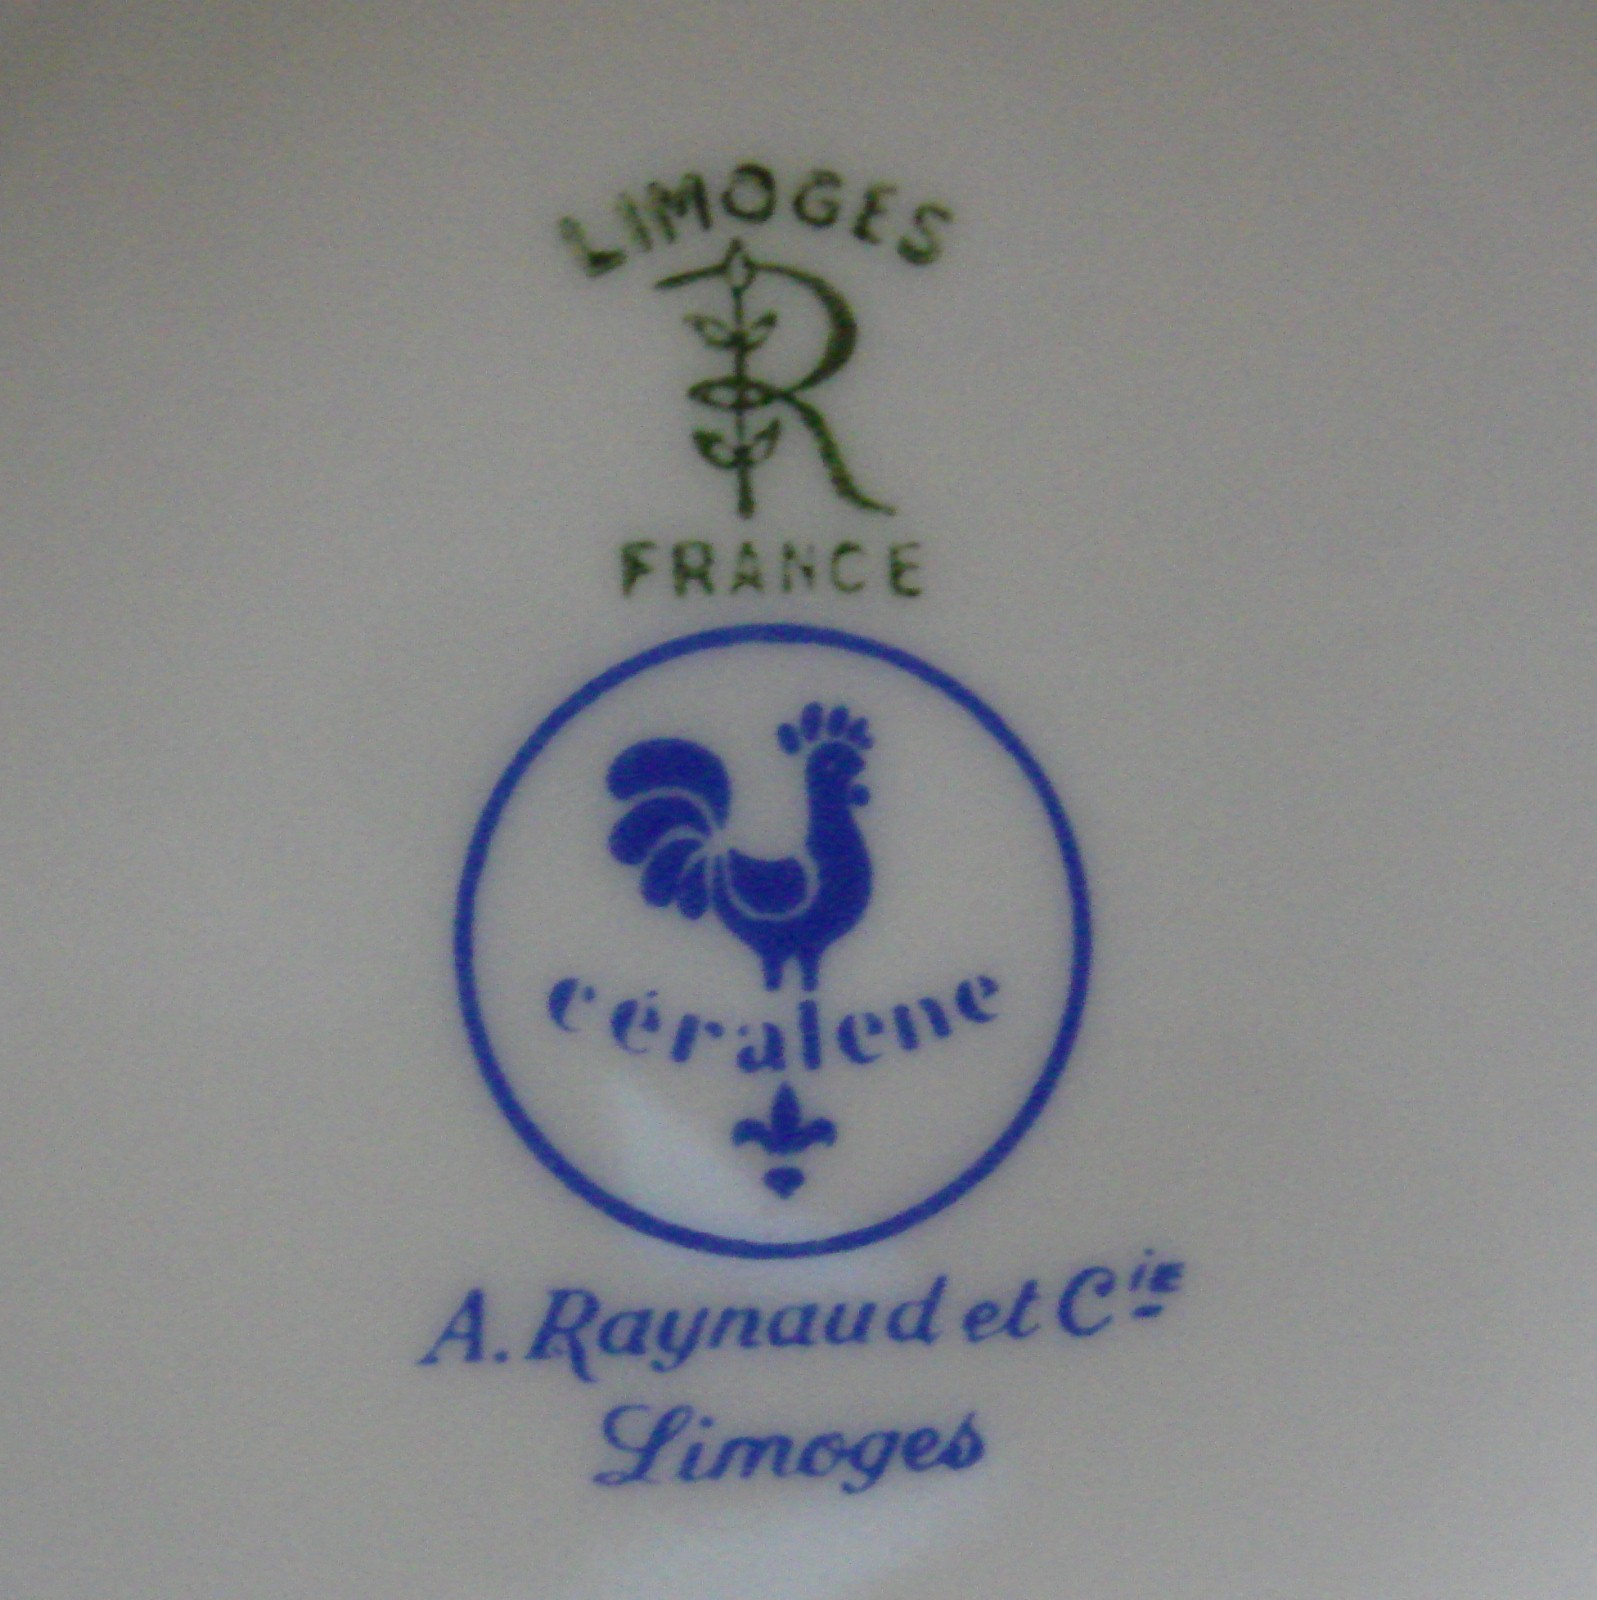 LIMOGES
R
FRANCE
céralene
A. Raynaud et Cie
Limoges